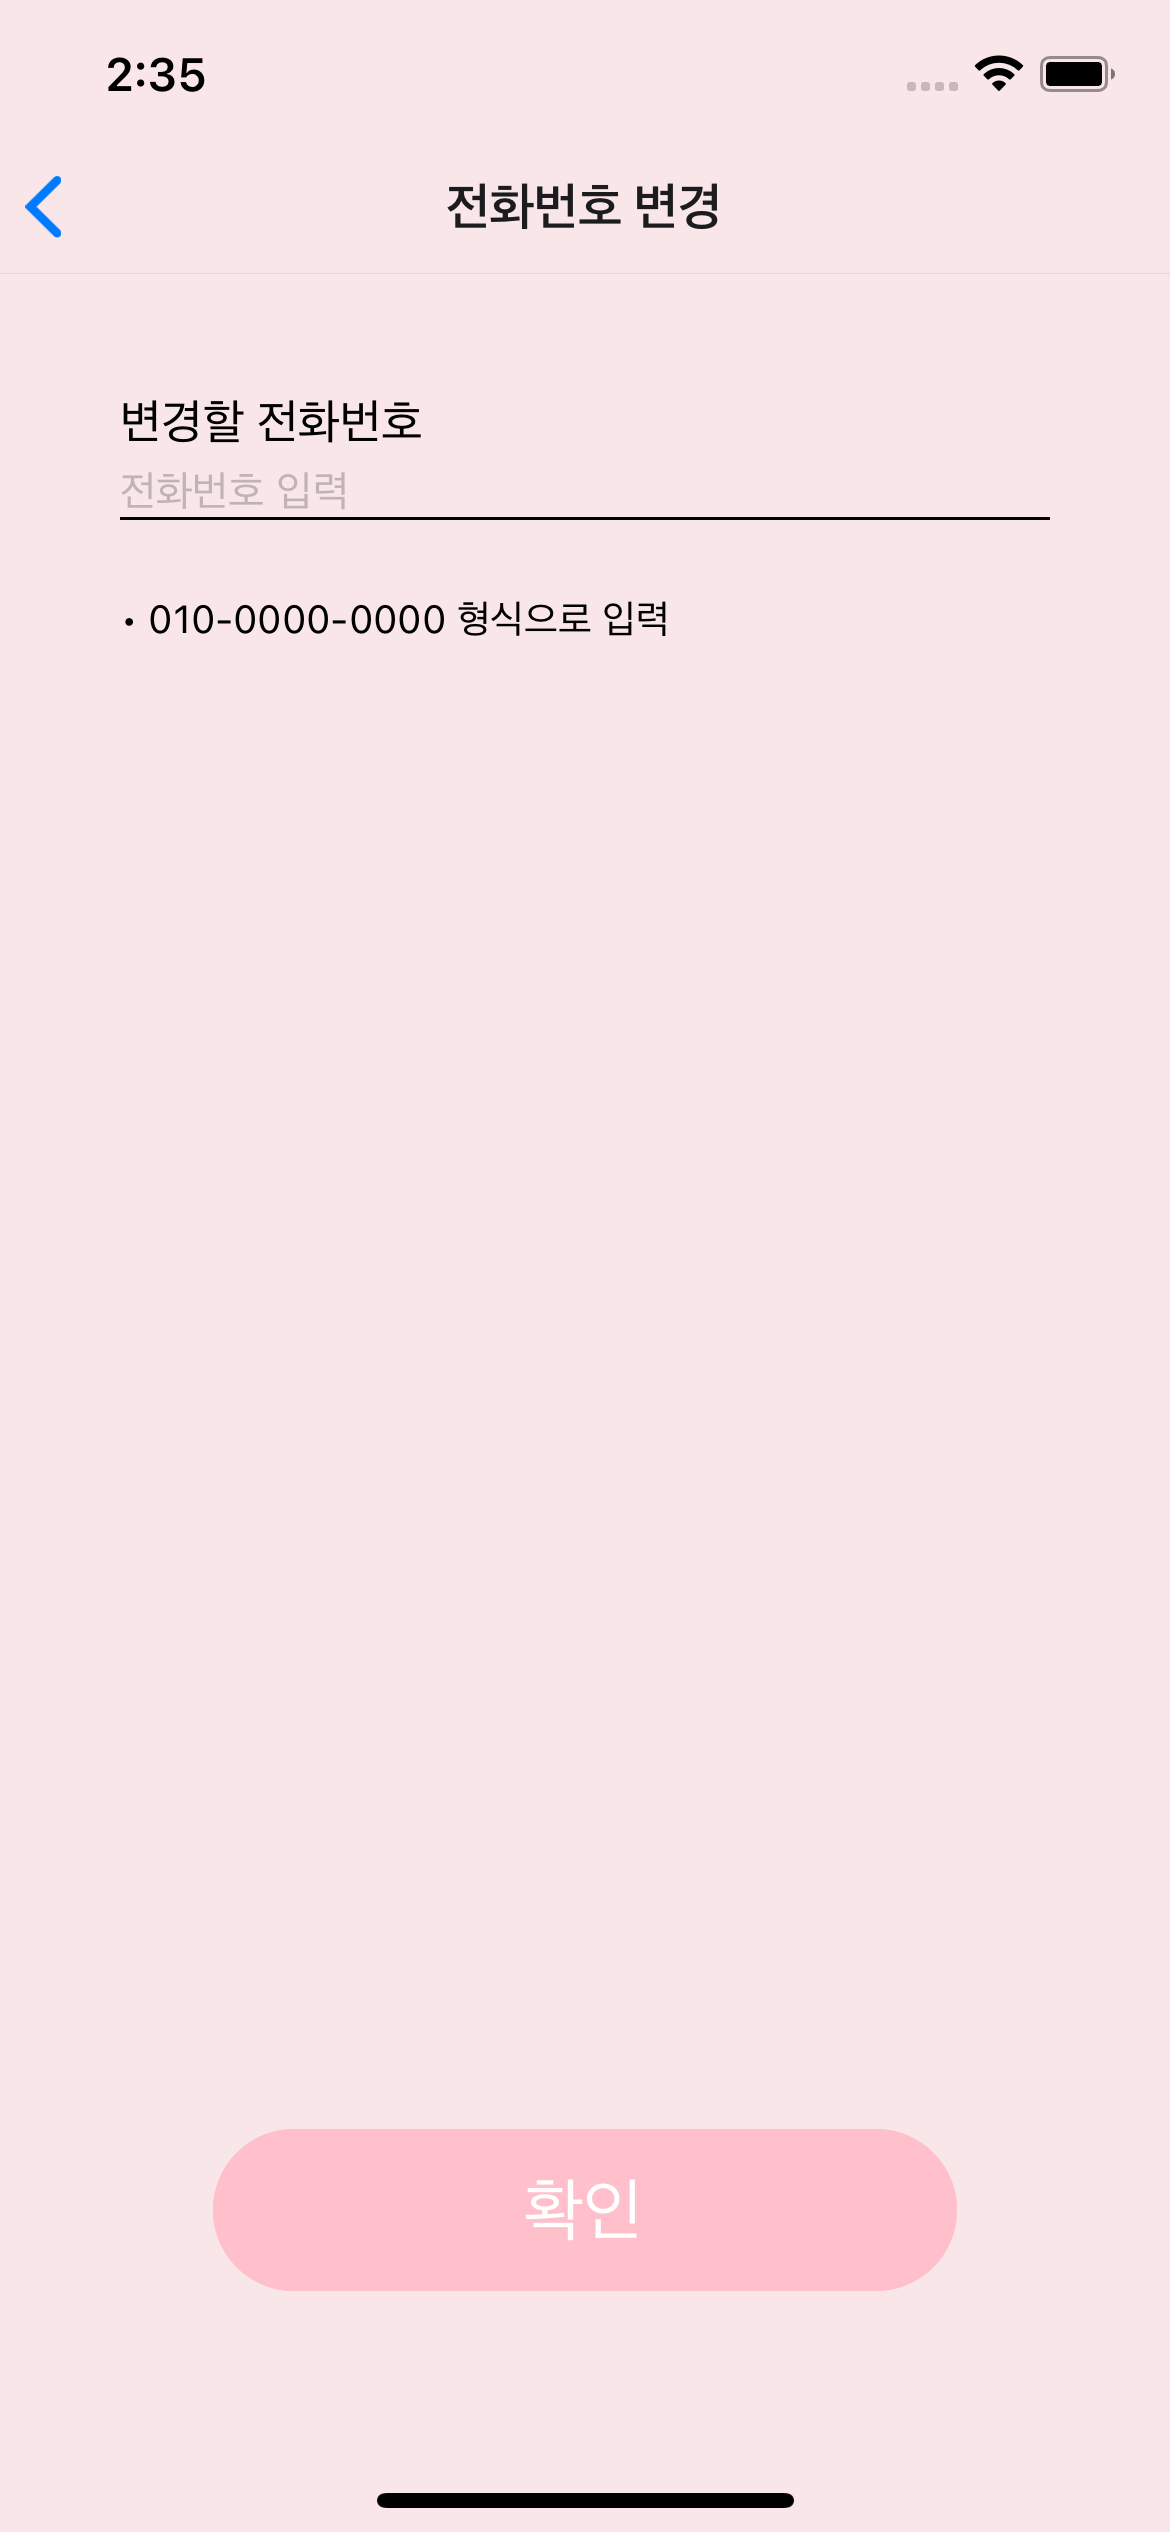 2:35
전화번호 변경
변경할 전화번호
전화번호 입력
• 010-0000-0000 형식으로 입력
확인